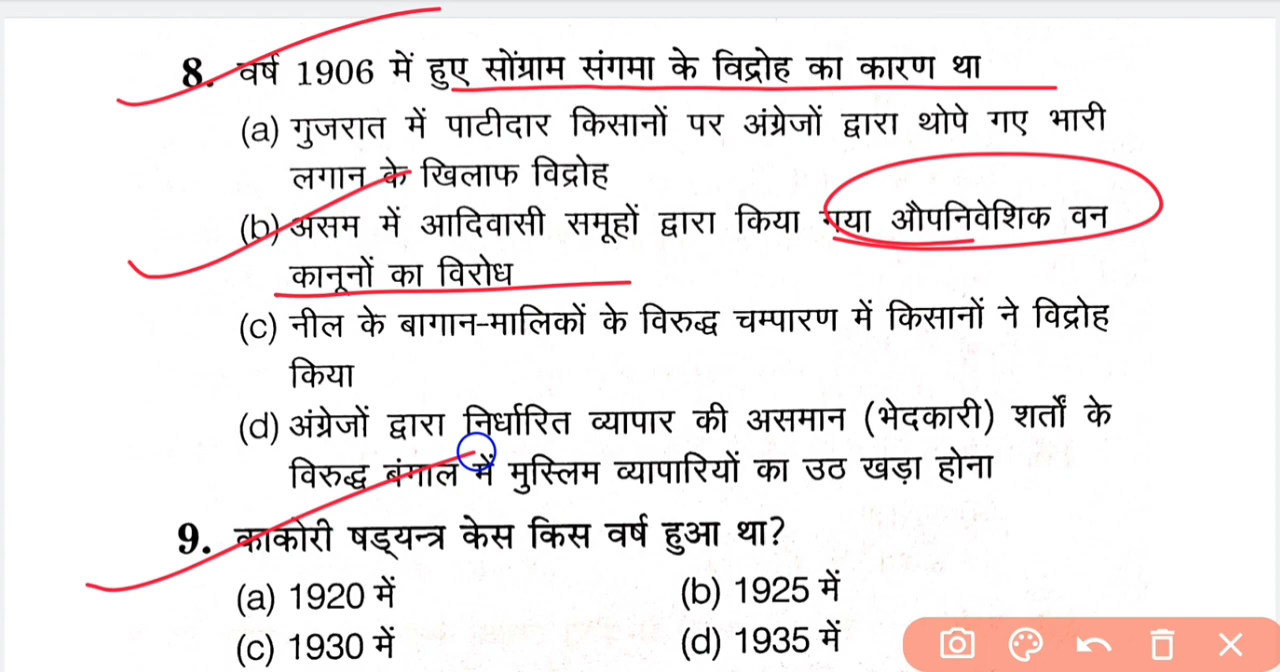 8. वर्ष 1906 में हुए सोंग्राम संगमा के विद्रोह का कारण था
(a) गुजरात में पाटीदार किसानों पर अंग्रेजों द्वारा थोपे गए भारी
लगान के खिलाफ विद्रोह
(b) असम में आदिवासी समूहों द्वारा किया गया औपनिवेशिक वन
कानूनों का विरोध
(c) नील के बागान-मालिकों के विरुद्ध चम्पारण में किसानों ने विद्रोह
किया
(d) अंग्रेजों द्वारा निर्धारित व्यापार की असमान (भेदकारी) शर्तों के
विरुद्ध बंगाल में मुस्लिम व्यापारियों का उठ खड़ा होना
9. काकोरी षड्यन्त्र केस किस वर्ष हुआ था?
(a) 1920 में (b) 1925 में
(c) 1930 में (d) 1935 में